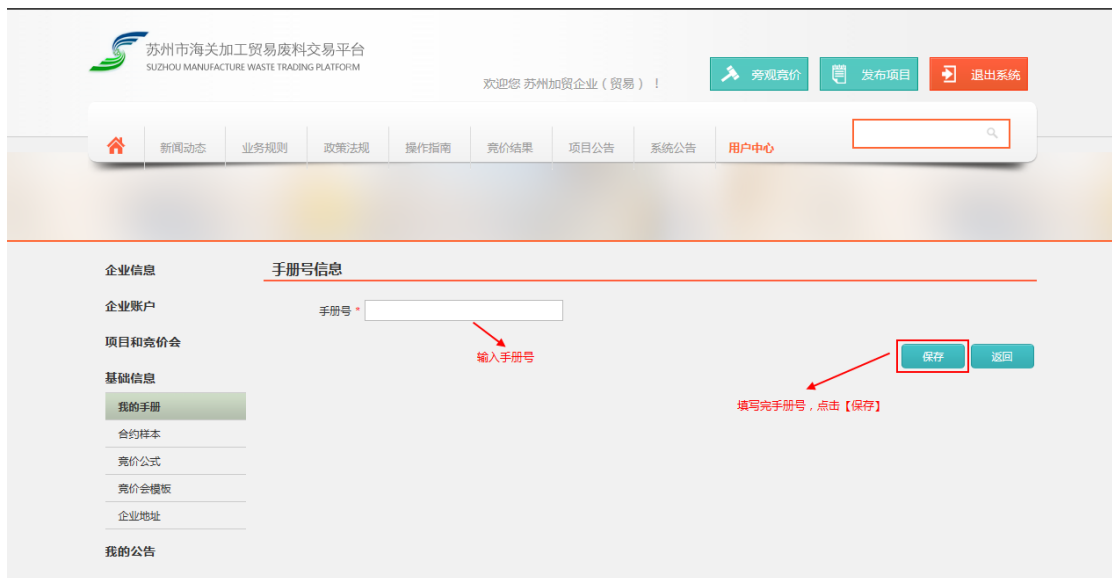 苏州市海关加工贸易废料交易平台
SUZHOU MANUFACTURE WASTE TRADING PLATFORM
欢迎您 苏州加贸企业（贸易）！
旁观竞价
发布项目
退出系统
新闻动态
业务规则
政策法规
操作指南
竞价结果
项目公告
系统公告
用户中心
企业信息
手册号信息
企业账户
手册号 *
项目和竞价会
输入手册号
保存
返回
基础信息
填写完手册号，点击【保存】
我的手册
合约样本
竞价公式
竞价会模板
企业地址
我的公告